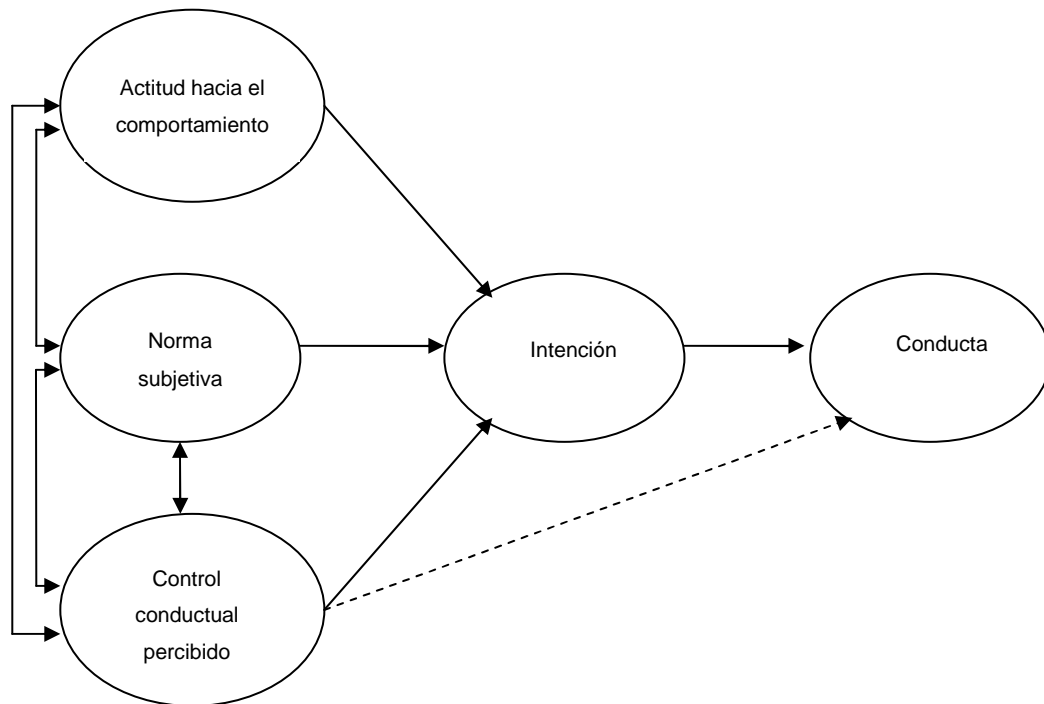 Actitud hacia el
comportamiento
Norma
subjetiva
Intención
Conducta
Control
conductual
percibido